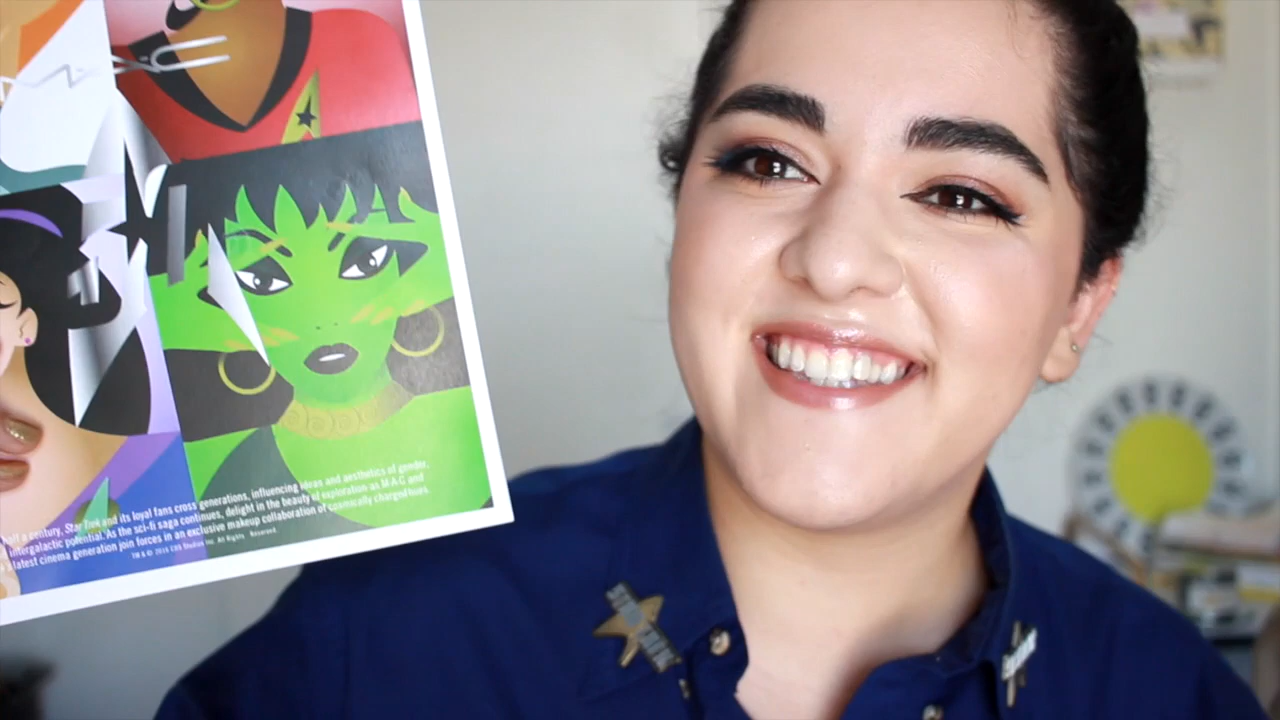 half a century, Star Trek and its loyal fans cross generations, influencing ideas and aesthetics of gender,
intergalactic potential. As the sci-fi saga continues, delight in the beauty of exploration as M·A·C and
latest cinema generation join forces in an exclusive makeup collaboration of cosmically charged hues.
TM & © 2016 CBS Studios Inc. All Rights Reserved.